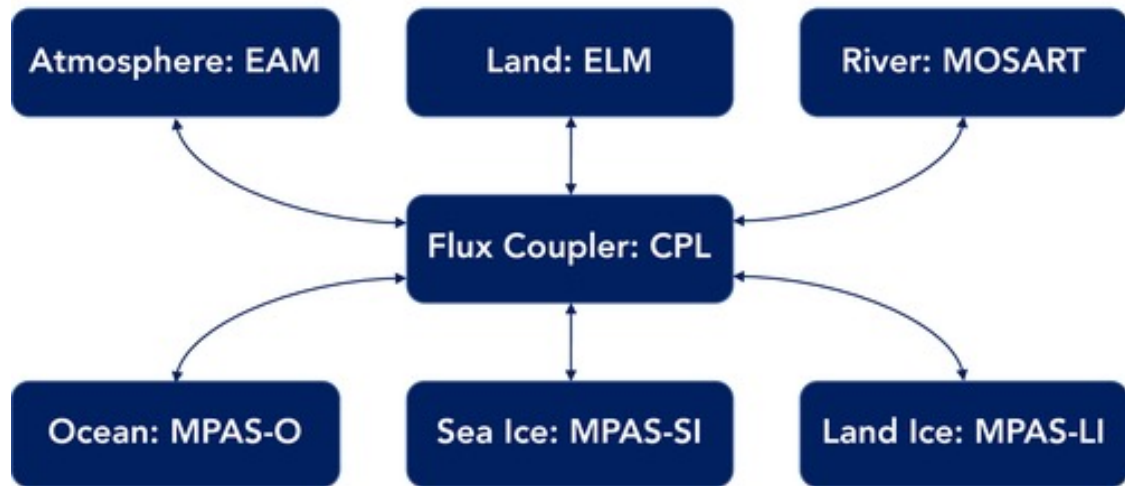 Atmosphere: EAM
Land: ELM
River: MOSART
Flux Coupler: CPL
Ocean: MPAS-O
Sea Ice: MPAS-SI
Land Ice: MPAS-LI